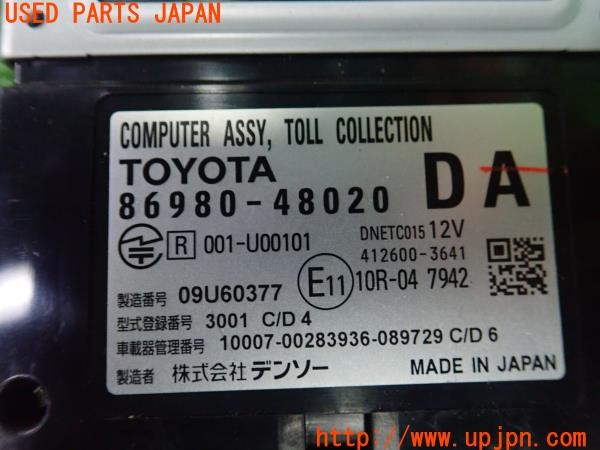 USED PARTS JAPAN
COMPUTER ASSY, TOLL COLLECTION
TOYOTA DA
86980-48020
R 001-U00101 DNETC015 12V
412600-3641
製造番号 09U60377 E11 10R-04 7942
型式登録番号 3001 C/D 4
車載器管理番号 10007-00283936-089729 C/D 6
製造者 株式会社デンソー MADE IN JAPAN
http://www.upjpn.com/